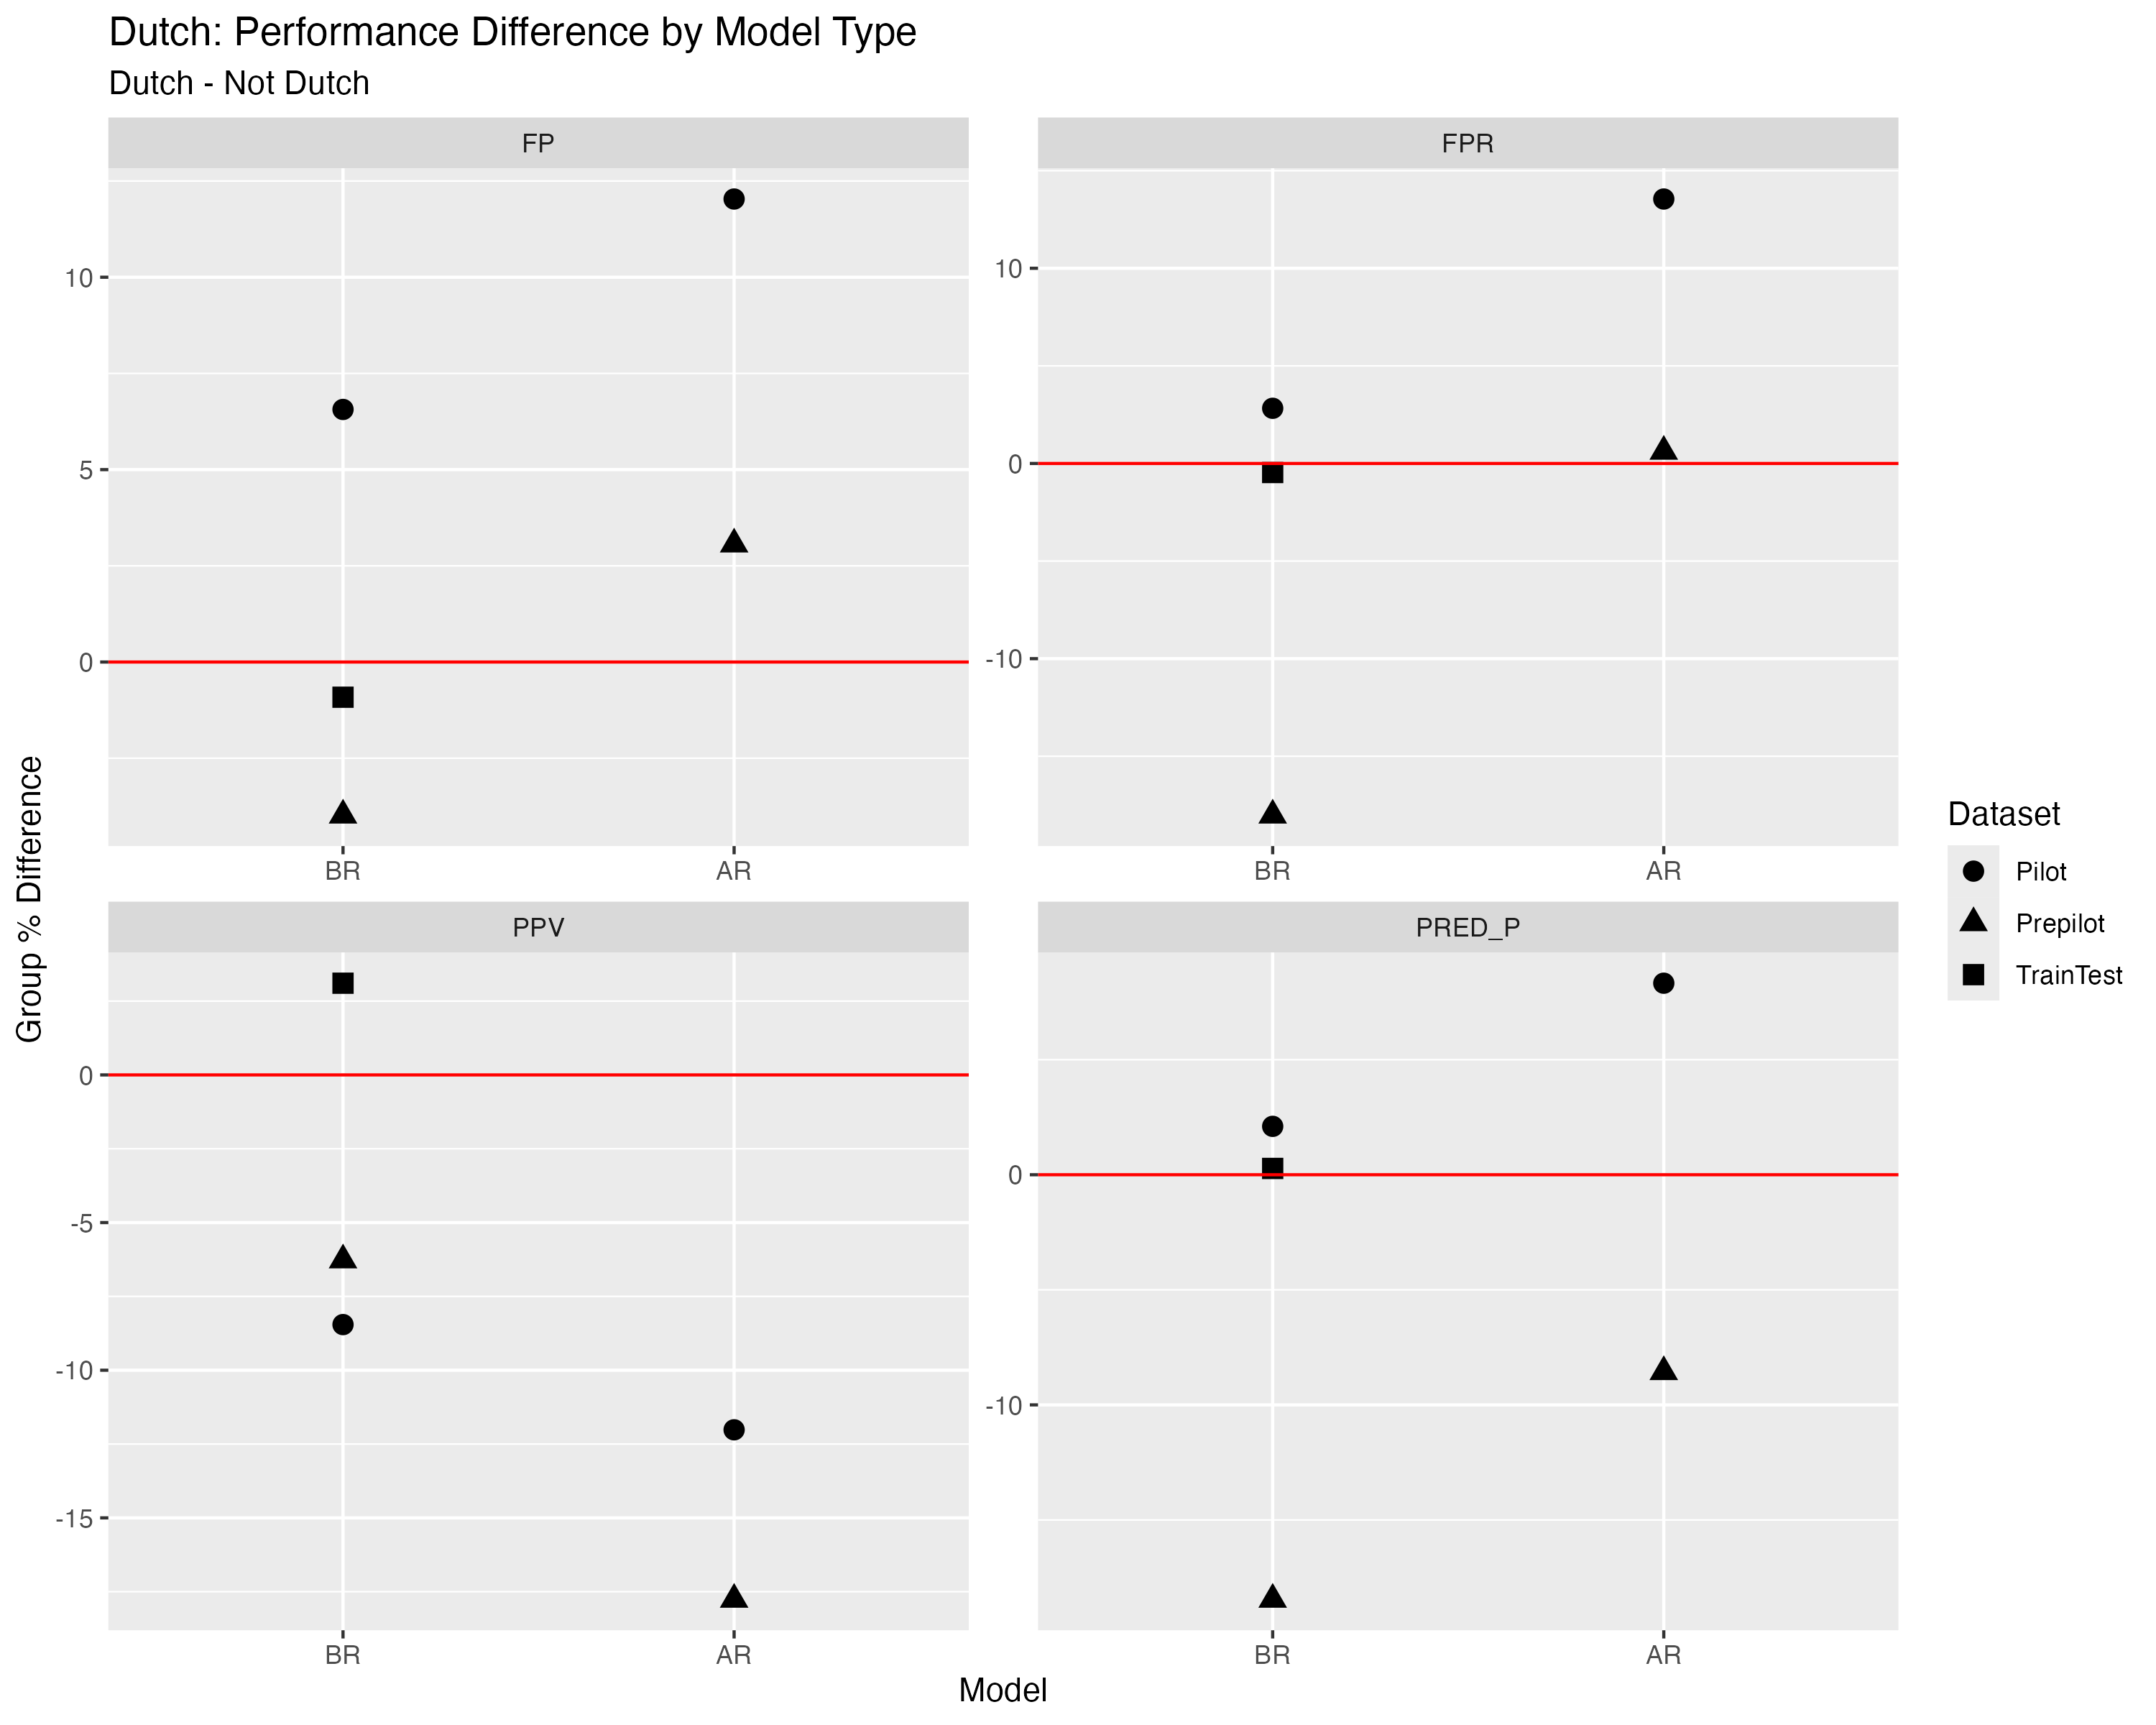 Dutch: Performance Difference by Model Type
Dutch - Not Dutch
Group % Difference
FP
10
5
0
BR AR
FPR
10
0
-10
BR AR
PPV
0
-5
-10
-15
BR AR
PRED_P
0
-10
BR AR
Model
Dataset
Pilot
Prepilot
TrainTest